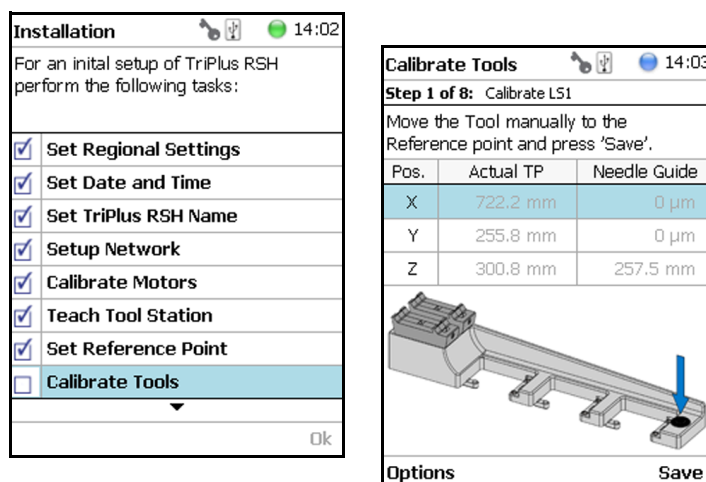 Installation 14:02
For an inital setup of TriPlus RSH
perform the following tasks:
Set Regional Settings
Set Date and Time
Set TriPlus RSH Name
Setup Network
Calibrate Motors
Teach Tool Station
Set Reference Point
Calibrate Tools
Ok
Calibrate Tools 14:03
Step 1 of 8: Calibrate LS1
Move the Tool manually to the
Reference point and press 'Save'.
Pos. Actual TP Needle Guide
X 722.2 mm 0 µm
Y 255.8 mm 0 µm
Z 300.8 mm 257.5 mm
Options Save